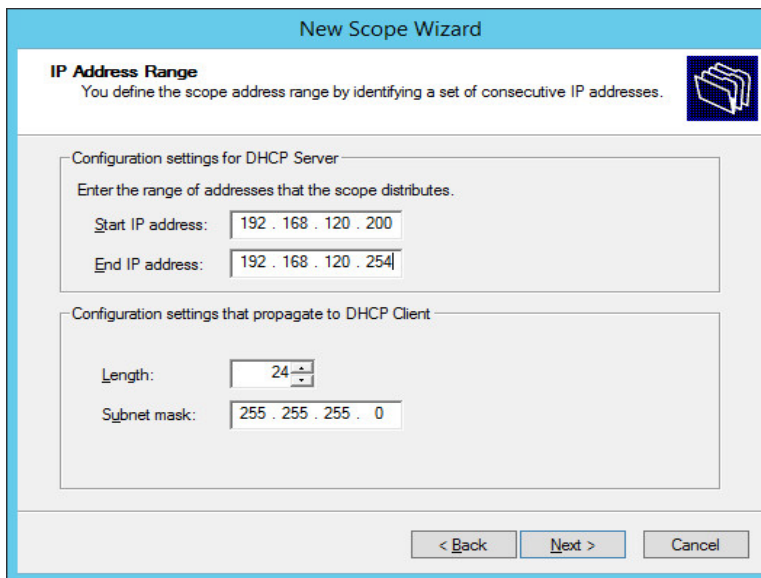 New Scope Wizard
IP Address Range
You define the scope address range by identifying a set of consecutive IP addresses.
Configuration settings for DHCP Server
Enter the range of addresses that the scope distributes.
Start IP address: 192 . 168 . 120 . 200
End IP address: 192 . 168 . 120 . 254
Configuration settings that propagate to DHCP Client
Length: 24
Subnet mask: 255 . 255 . 255 . 0
< Back Next > Cancel